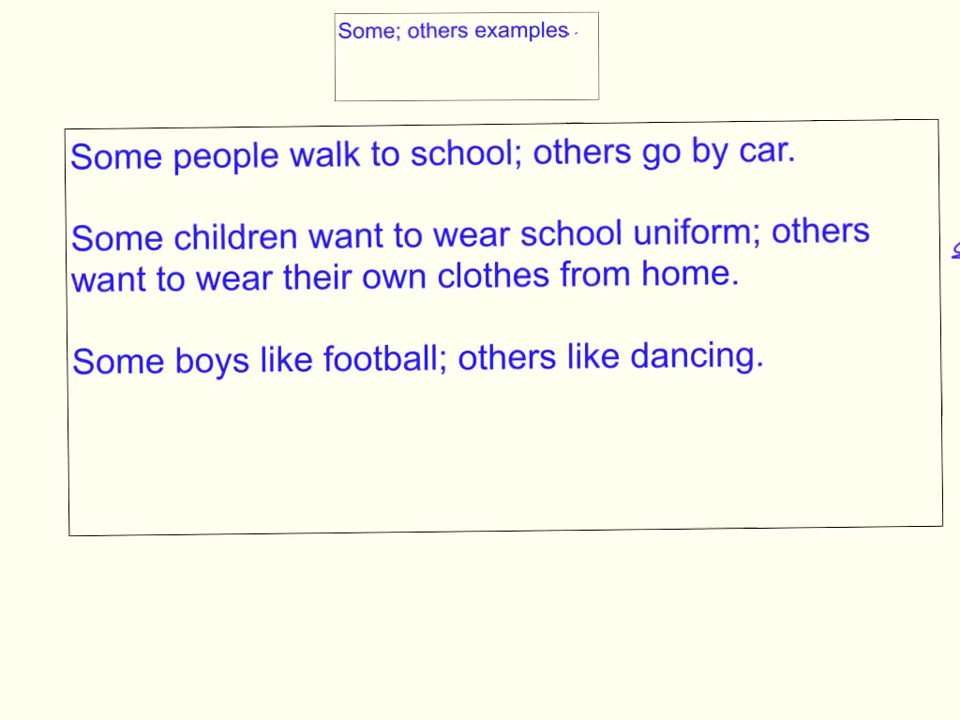 Some; others examples
Some people walk to school; others go by car.
Some children want to wear school uniform; others
want to wear their own clothes from home.
Some boys like football; others like dancing.